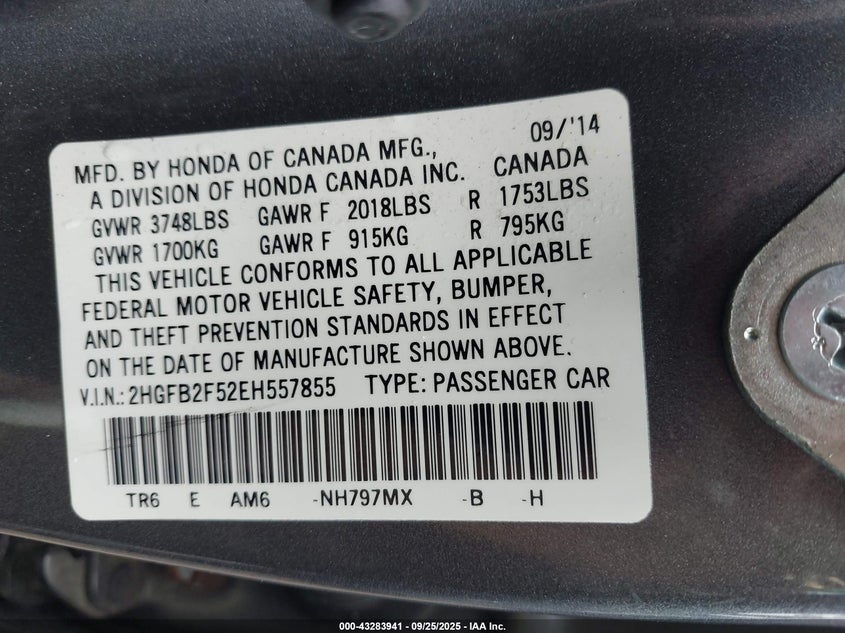 09/'14
MFD. BY HONDA OF CANADA MFG.,
A DIVISION OF HONDA CANADA INC. CANADA
GVWR 3748LBS GAWR F 2018LBS R 1753LBS
GVWR 1700KG GAWR F 915KG R 795KG
THIS VEHICLE CONFORMS TO ALL APPLICABLE
FEDERAL MOTOR VEHICLE SAFETY, BUMPER,
AND THEFT PREVENTION STANDARDS IN EFFECT
ON THE DATE OF MANUFACTURE SHOWN ABOVE.
V.I.N.: 2HGFB2F52EH557855 TYPE: PASSENGER CAR
TR6 E AM6 -NH797MX -B -H
000-43283941 - 09/25/2025 - IAA Inc.